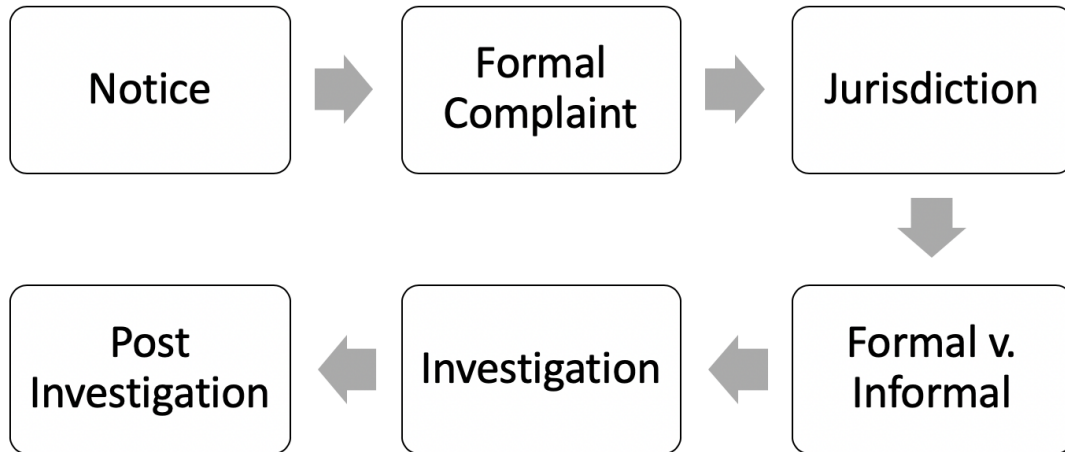 Notice
Formal
Complaint
Jurisdiction
Formal v.
Informal
Investigation
Post
Investigation